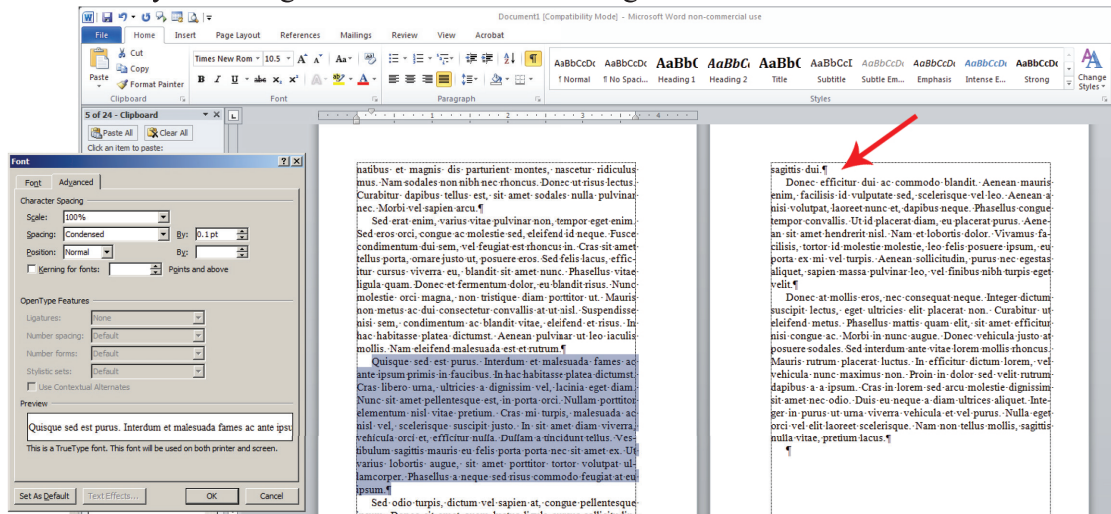 Document1 [Compatibility Mode] - Microsoft Word non-commercial use
File Home Insert Page Layout References Mailings Review View Acrobat
Cut
Copy
Format Painter
Paste
Times New Rom 10.5
AaBbCcDc AaBbCcDc AaBbC AaBbC AaBbC AaBbCcI AaBbCcDc AaBbCcDc AaBbCcDc AaBbCcDc
¶ Normal ¶ No Spaci... Heading 1 Heading 2 Title Subtitle Subtle Em... Emphasis Intense E... Strong
Change Styles
Clipboard Font Paragraph Styles
5 of 24 - Clipboard
Paste All Clear All
Click an item to paste:
Font
Font Advanced
Character Spacing
Scale: 100%
Spacing: Condensed By: 0.1 pt
Position: Normal By:
Kerning for fonts: Points and above
OpenType Features
Ligatures: None
Number spacing: Default
Number forms: Default
Stylistic sets: Default
Use Contextual Alternates
Preview
Quisque sed est purus. Interdum et malesuada fames ac ante ipsu
This is a TrueType font. This font will be used on both printer and screen.
Set As Default Text Effects... OK Cancel
natibus et magnis dis parturient montes, nascetur ridiculus
mus. Nam sodales non nibh nec rhoncus. Donec ut risus lectus.
Curabitur dapibus tellus est, sit amet sodales nulla pulvinar
nec. Morbi vel sapien arcu.¶
Sed erat enim, varius vitae pulvinar non, tempor eget enim.
Sed eros orci, congue ac molestie sed, eleifend id neque. Fusce
condimentum dui sem, vel feugiat est rhoncus in. Cras sit amet
tellus porta, ornare justo ut, posuere eros. Sed felis lacus, effic-
itur cursus viverra eu, blandit sit amet nunc. Phasellus vitae
ligula quam. Donec et fermentum dolor, eu blandit risus. Nunc
molestie orci magna, non tristique diam porttitor ut. Mauris
non metus ac dui consectetur convallis at ut nisl. Suspendisse
nisi sem, condimentum ac blandit vitae, eleifend et risus. In
hac habitasse platea dictumst. Aenean pulvinar ut leo iaculis
mollis. Nam eleifend malesuada est et rutrum.¶
Quisque sed est purus. Interdum et malesuada fames ac
ante ipsum primis in faucibus. In hac habitasse platea dictumst.
Cras libero urna, ultricies a dignissim vel, lacinia eget diam.
Nunc sit amet pellentesque est, in porta orci. Nullam porttitor
elementum nisl vitae pretium. Cras mi turpis, malesuada ac
nisl vel, scelerisque suscipit justo. In sit amet diam viverra,
vehicula orci et, efficitur nulla. Dullam a tincidunt tellus. Ves-
tibulum sagittis mauris eu felis porta porta nec sit amet ex. Ut
varius lobortis augue, sit amet porttitor tortor volutpat ul-
lamcorper. Phasellus a neque sed risus commodo feugiat at eu
ipsum.¶
Sed odio turpis, dictum vel sapien at, congue pellentesque
sagittis dui.¶
Donec efficitur dui ac commodo blandit. Aenean mauris
enim, facilisis id vulputate sed, scelerisque vel leo. Aenean a
nisi volutpat, laoreet nunc et, dapibus neque. Phasellus congue
tempor convallis. Ut id placerat diam, eu placerat purus. Aene-
an sit amet hendrerit nisl. Nam et lobortis dolor. Vivamus fa-
cilisis, tortor id molestie molestie, leo felis posuere ipsum, eu
porta ex mi vel turpis. Aenean sollicitudin, purus nec egestas
aliquet, sapien massa pulvinar leo, vel finibus nibh turpis eget
velit.¶
Donec at mollis eros, nec consequat neque. Integer dictum
suscipit lectus, eget ultricies elit placerat non. Curabitur ut
eleifend metus. Phasellus mattis quam elit, sit amet efficitur
nisi congue ac. Morbi in nunc augue. Donec vehicula justo at
posuere sodales. Sed interdum ante vitae lorem mollis rhoncus.
Mauris rutrum placerat luctus. In efficitur dictum lorem, vel
vehicula nunc maximus non. Proin in dolor sed velit rutrum
dapibus a a ipsum. Cras in lorem sed arcu molestie dignissim
sit amet nec odio. Duis eu neque a diam ultrices aliquet. Inte-
ger in purus ut urna viverra vehicula et vel purus. Nulla eget
orci vel elit laoreet scelerisque. Nam non tellus mollis, sagittis
nulla vitae, pretium lacus.¶
¶